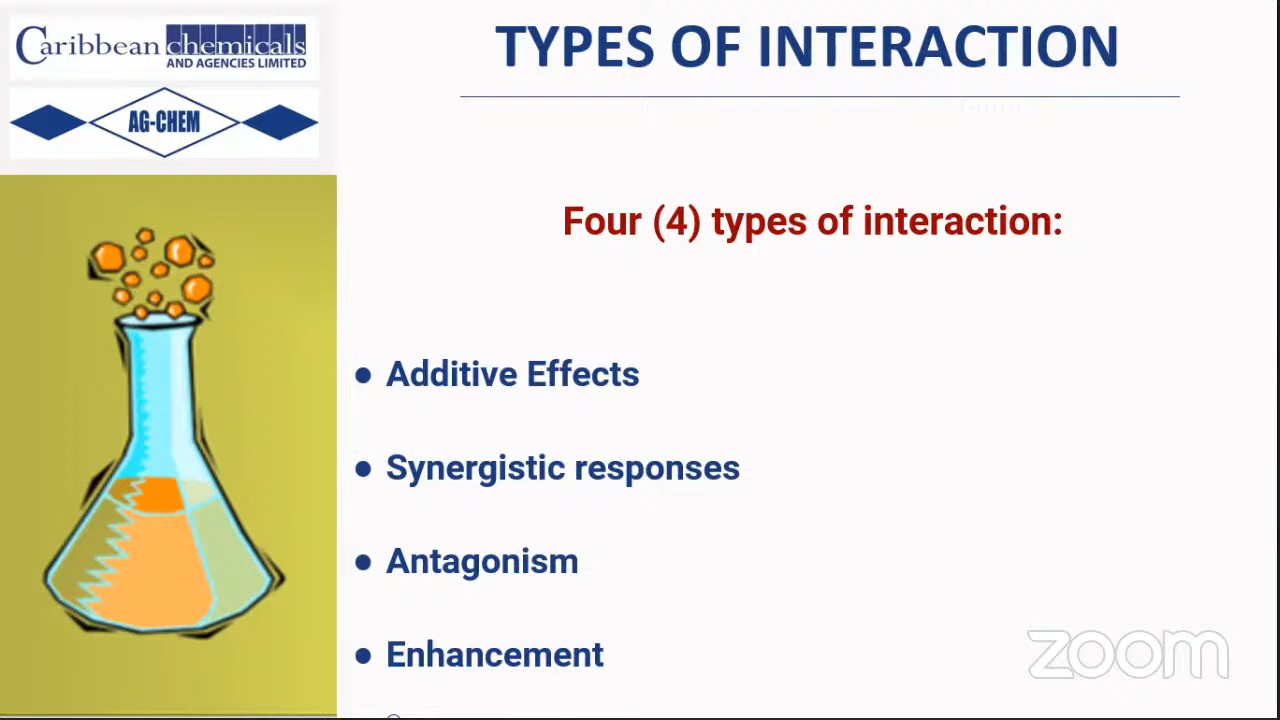 Caribbean chemicals
AND AGENCIES LIMITED
AG-CHEM
TYPES OF INTERACTION
Four (4) types of interaction:
● Additive Effects
● Synergistic responses
● Antagonism
● Enhancement
zoom